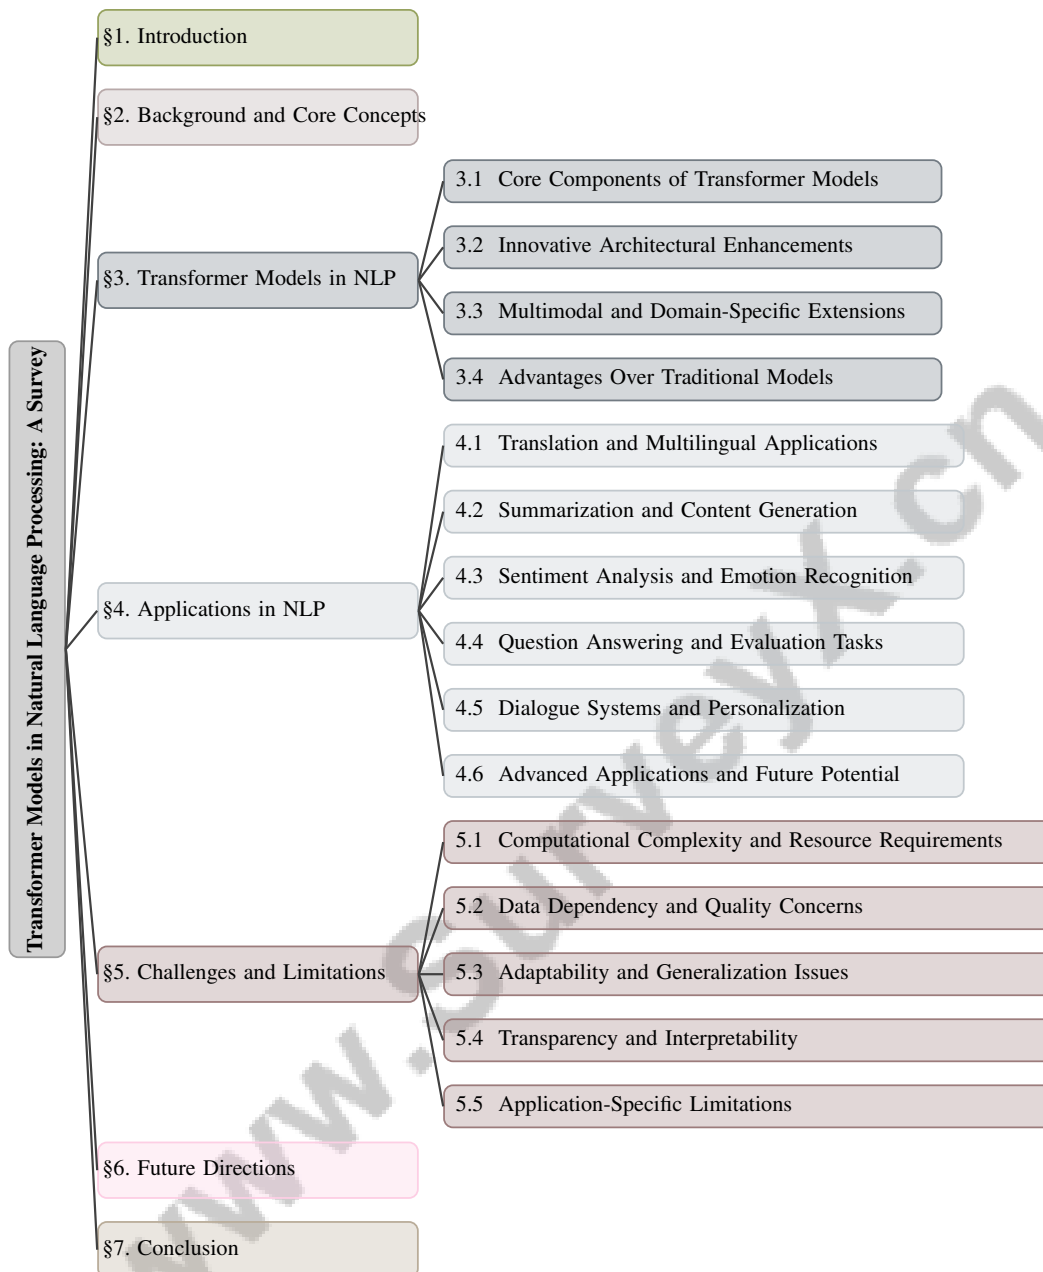 Transformer Models in Natural Language Processing: A Survey
§1. Introduction
§2. Background and Core Concepts
§3. Transformer Models in NLP
3.1 Core Components of Transformer Models
3.2 Innovative Architectural Enhancements
3.3 Multimodal and Domain-Specific Extensions
3.4 Advantages Over Traditional Models
§4. Applications in NLP
4.1 Translation and Multilingual Applications
4.2 Summarization and Content Generation
4.3 Sentiment Analysis and Emotion Recognition
4.4 Question Answering and Evaluation Tasks
4.5 Dialogue Systems and Personalization
4.6 Advanced Applications and Future Potential
§5. Challenges and Limitations
5.1 Computational Complexity and Resource Requirements
5.2 Data Dependency and Quality Concerns
5.3 Adaptability and Generalization Issues
5.4 Transparency and Interpretability
5.5 Application-Specific Limitations
§6. Future Directions
§7. Conclusion
www.surveyx.cn